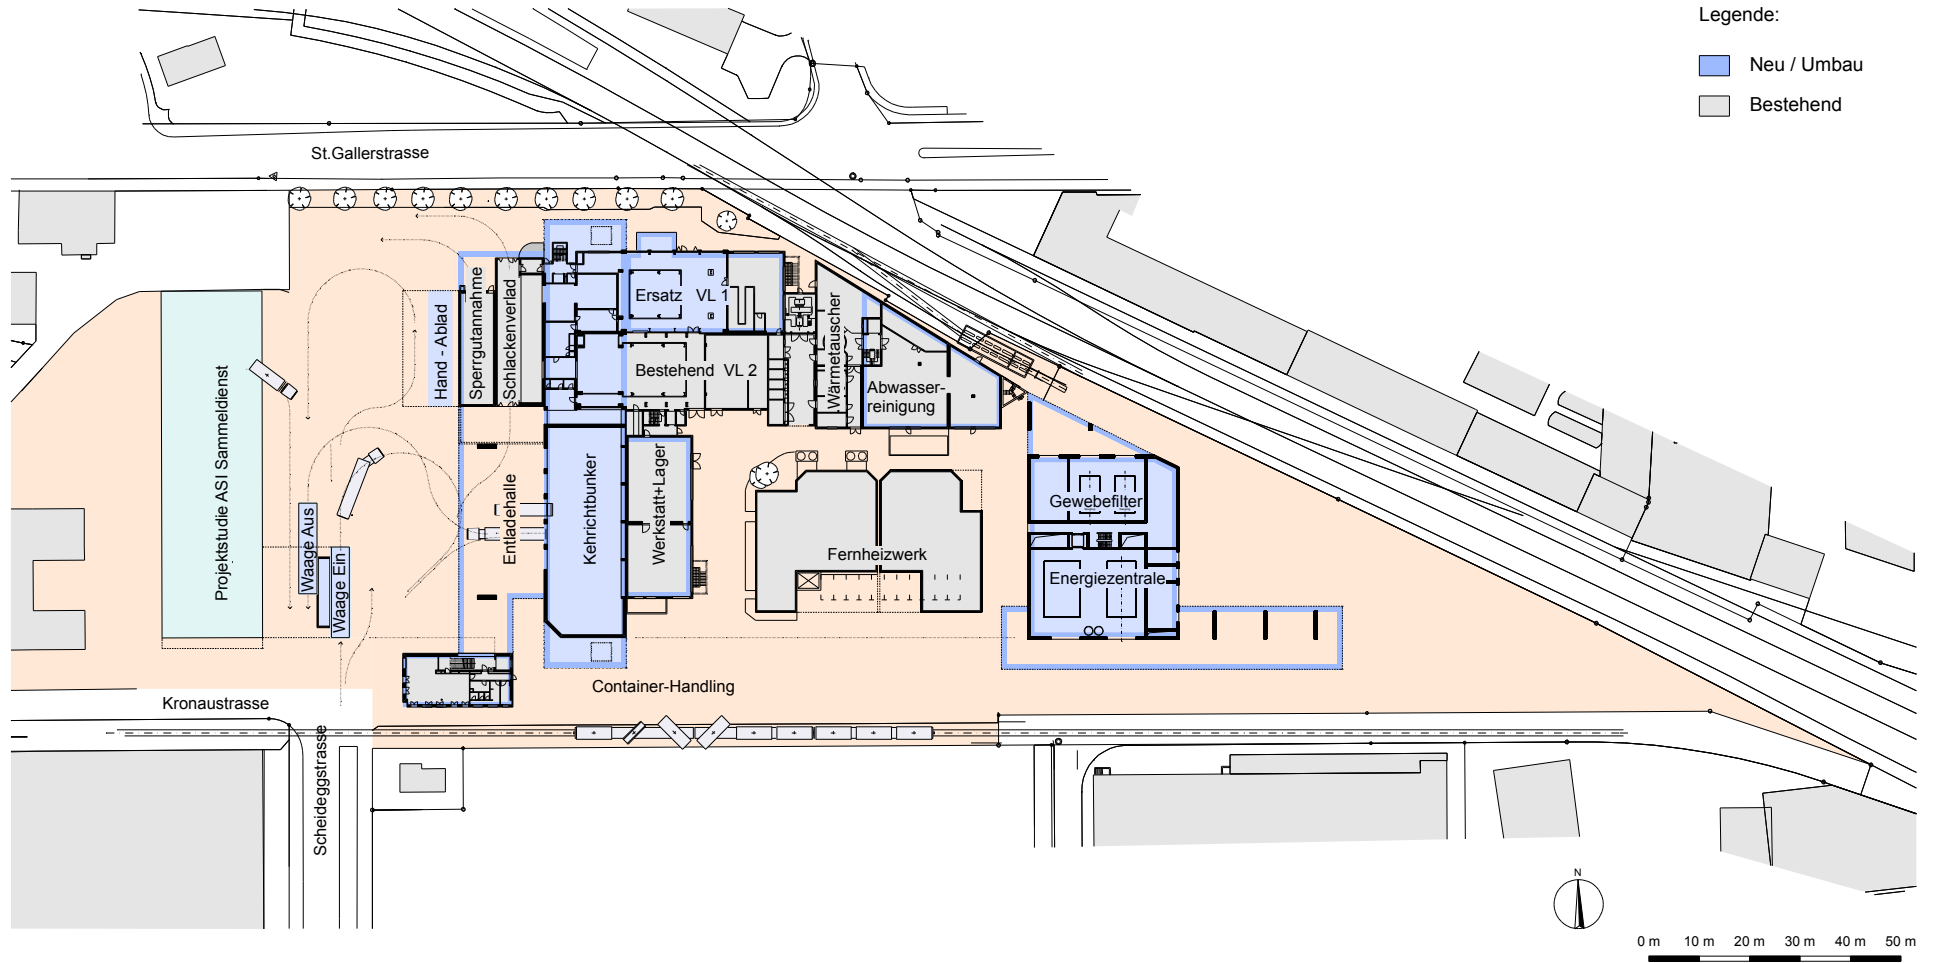 Legende:
Neu / Umbau
Bestehend
St.Gallerstrasse
Hand - Ablad
Sperrgutannahme
Schlackenverlad
Ersatz VL 1
Bestehend VL 2
Wärmetauscher
Abwasser-
reinigung
Projektstudie ASI Sammeldienst
Waage Aus
Waage Ein
Entladehalle
Kehrichtbunker
Werkstatt+Lager
Fernheizwerk
Gewebefilter
Energiezentrale
Container-Handling
Kronaustrasse
Scheideggstrasse
N
0 m 10 m 20 m 30 m 40 m 50 m